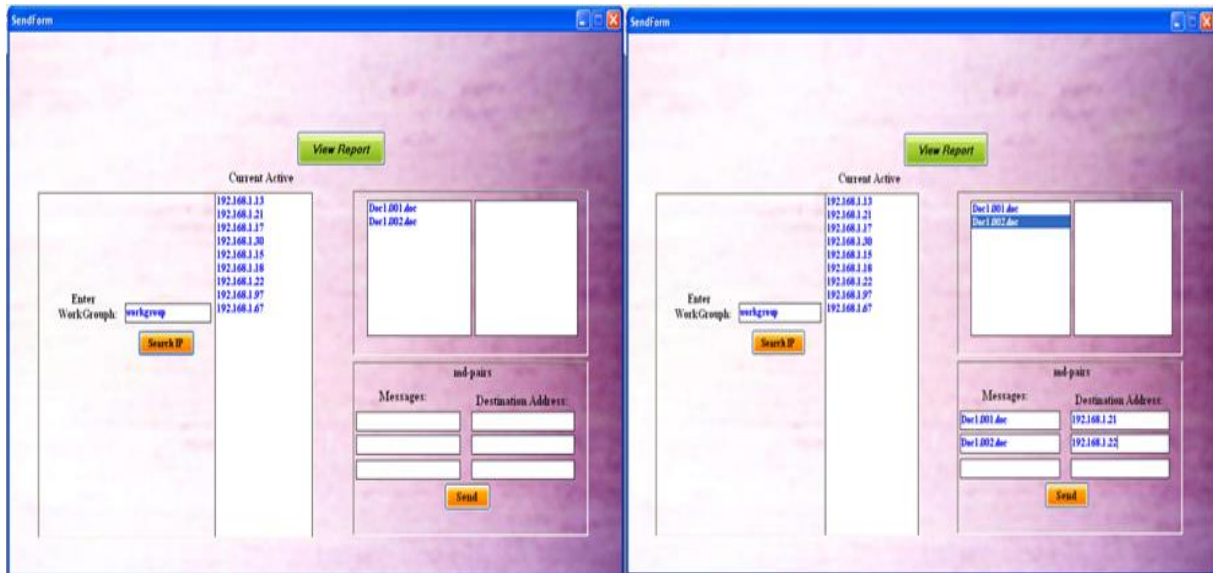 SendForm
View Report
Current Active
192.168.1.13
192.168.1.21
192.168.1.17
192.168.1.30
192.168.1.15
192.168.1.18
192.168.1.22
192.168.1.97
192.168.1.67
Enter
WorkGrouph:
workgroup
Search IP
Doc1.001.doc
Doc1.002.doc
md-pairs
Messages:
Destination Address:
Send
SendForm
View Report
Current Active
192.168.1.13
192.168.1.21
192.168.1.17
192.168.1.30
192.168.1.15
192.168.1.18
192.168.1.22
192.168.1.97
192.168.1.67
Enter
WorkGrouph:
workgroup
Search IP
Doc1.001.doc
Doc1.002.doc
md-pairs
Messages:
Destination Address:
Doc1.001.doc 192.168.1.21
Doc1.002.doc 192.168.1.22
Send